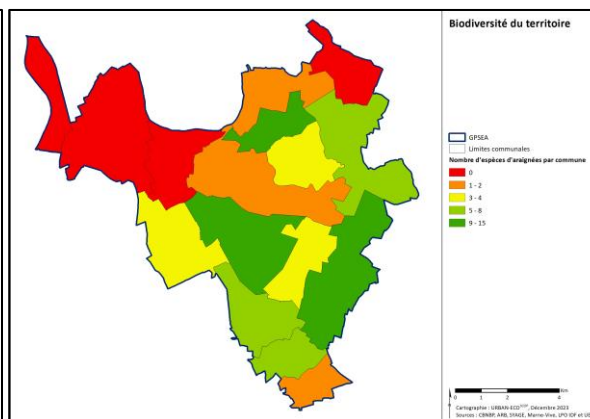 Biodiversité du territoire
GPSEA
Limites communales
Nombre d'espèces d'araignées par commune
0
1 - 2
3 - 4
5 - 8
9 - 15
0 2 4
Km
Cartographie : URBAN-ECO, Décembre 2023
Sources : CBNBP, ARB, SYAGE, Marne-Vive, LPO IDF et UE